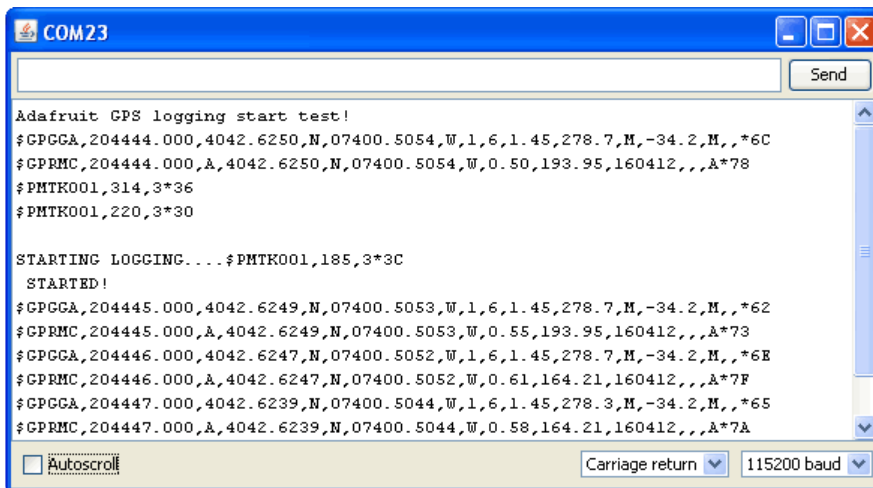 COM23
Send
Adafruit GPS logging start test!
$GPGGA,204444.000,4042.6250,N,07400.5054,W,1,6,1.45,278.7,M,-34.2,M,,*6C
$GPRMC,204444.000,A,4042.6250,N,07400.5054,W,0.50,193.95,160412,,,A*78
$PMTK001,314,3*36
$PMTK001,220,3*30
STARTING LOGGING....$PMTK001,185,3*3C
STARTED!
$GPGGA,204445.000,4042.6249,N,07400.5053,W,1,6,1.45,278.7,M,-34.2,M,,*62
$GPRMC,204445.000,A,4042.6249,N,07400.5053,W,0.55,193.95,160412,,,A*73
$GPGGA,204446.000,4042.6247,N,07400.5052,W,1,6,1.45,278.7,M,-34.2,M,,*6E
$GPRMC,204446.000,A,4042.6247,N,07400.5052,W,0.61,164.21,160412,,,A*7F
$GPGGA,204447.000,4042.6239,N,07400.5044,W,1,6,1.45,278.3,M,-34.2,M,,*65
$GPRMC,204447.000,A,4042.6239,N,07400.5044,W,0.58,164.21,160412,,,A*7A
Autoscroll
Carriage return
115200 baud